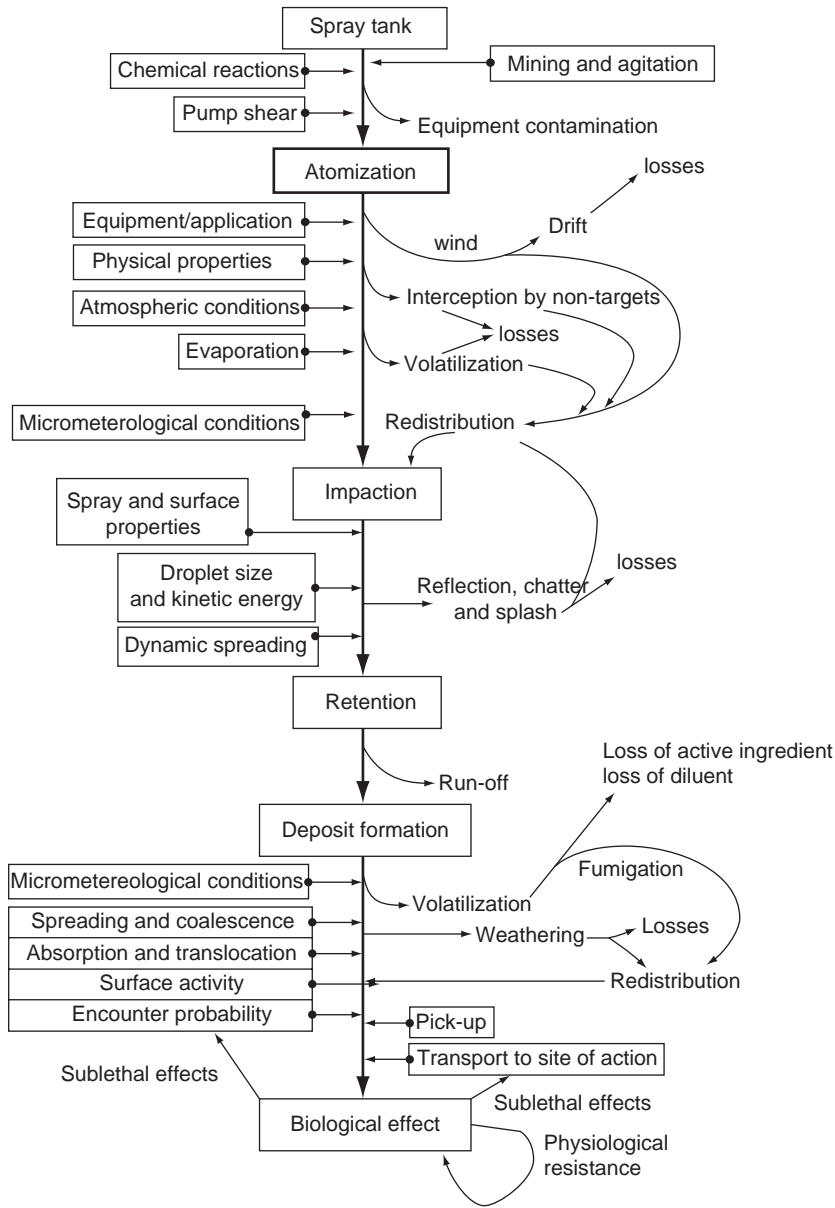 Spray tank
Chemical reactions
Mining and agitation
Pump shear
Equipment contamination
Atomization
losses
Equipment/application
wind
Drift
Physical properties
Interception by non-targets
Atmospheric conditions
losses
Evaporation
Volatilization
Micrometerological conditions
Redistribution
Impaction
Spray and surface
properties
Droplet size
and kinetic energy
Reflection, chatter
and splash
losses
Dynamic spreading
Retention
Loss of active ingredient
loss of diluent
Run-off
Deposit formation
Fumigation
Micrometereological conditions
Volatilization
Spreading and coalescence
Weathering
Losses
Absorption and translocation
Surface activity
Redistribution
Encounter probability
Pick-up
Transport to site of action
Sublethal effects
Sublethal effects
Biological effect
Physiological
resistance